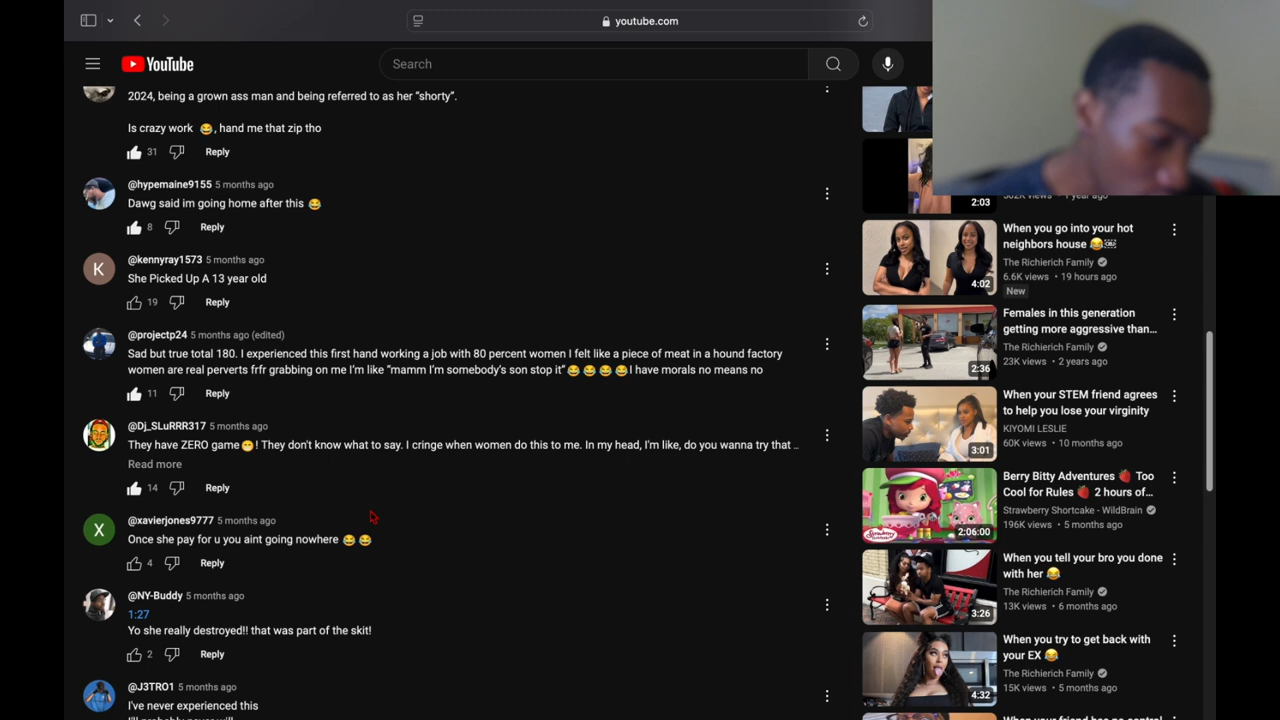 youtube.com
YouTube
Search
2024, being a grown ass man and being referred to as her “shorty”.
Is crazy work 😂, hand me that zip tho
31 Reply
@hypemaine9155 5 months ago
Dawg said im going home after this 😂
8 Reply
K
@kennyray1573 5 months ago
She Picked Up A 13 year old
19 Reply
@projectp24 5 months ago (edited)
Sad but true total 180. I experienced this first hand working a job with 80 percent women I felt like a piece of meat in a hound factory
women are real perverts frfr grabbing on me I’m like “mamm I’m somebody’s son stop it”😂😂😂😂I have morals no means no
11 Reply
@Dj_SLuRRR317 5 months ago
They have ZERO game😁! They don't know what to say. I cringe when women do this to me. In my head, I'm like, do you wanna try that ...
Read more
14 Reply
X
@xavierjones9777 5 months ago
Once she pay for u you aint going nowhere 😂😂
4 Reply
@NY-Buddy 5 months ago
1:27
Yo she really destroyed!! that was part of the skit!
2 Reply
@J3TRO1 5 months ago
I've never experienced this
2:03
When you go into your hot
neighbors house 😂
The Richierich Family
6.6K views • 19 hours ago
New
4:02
Females in this generation
getting more aggressive than...
The Richierich Family
23K views • 2 years ago
2:36
When your STEM friend agrees
to help you lose your virginity
KIYOMI LESLIE
60K views • 10 months ago
3:01
Berry Bitty Adventures 🍓 Too
Cool for Rules 🍓 2 hours of...
Strawberry Shortcake - WildBrain
196K views • 5 months ago
2:06:00
When you tell your bro you done
with her 😂
The Richierich Family
13K views • 6 months ago
3:26
When you try to get back with
your EX 😂
The Richierich Family
15K views • 5 months ago
4:32